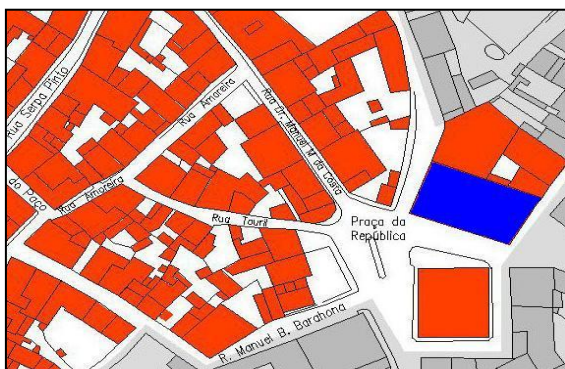 Rua Serpa Pinto
Rua Amoreira
Rua Dr. Manuel M da Costa
do Paço
Rua Amoreira
Rua Touril
Praça da
República
R. Manuel B. Barahona